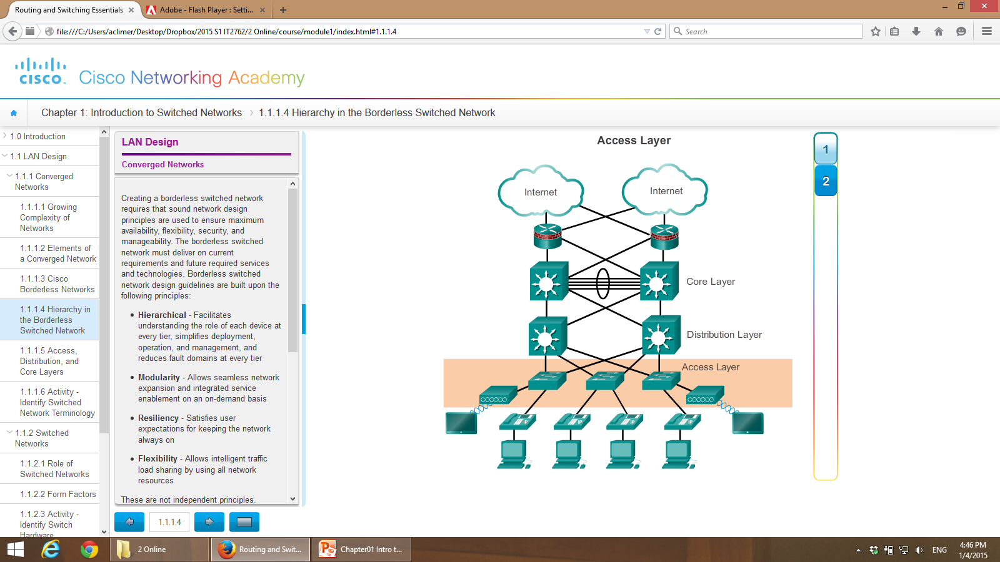 Routing and Switching Essentials
Adobe - Flash Player : Setti...
file:///C:/Users/aclimer/Desktop/Dropbox/2015 S1 IT2762/2 Online/course/module1/index.html#1.1.1.4
Search
CISCO.
Cisco Networking Academy
Chapter 1: Introduction to Switched Networks
1.1.1.4 Hierarchy in the Borderless Switched Network
1.0 Introduction
1.1 LAN Design
1.1.1 Converged
Networks
1.1.1.1 Growing
Complexity of
Networks
1.1.1.2 Elements of
a Converged Network
1.1.1.3 Cisco
Borderless Networks
1.1.1.4 Hierarchy in
the Borderless
Switched Network
1.1.1.5 Access,
Distribution, and
Core Layers
1.1.1.6 Activity -
Identify Switched
Network Terminology
1.1.2 Switched
Networks
1.1.2.1 Role of
Switched Networks
1.1.2.2 Form Factors
1.1.2.3 Activity -
Identify Switch
Hardware
LAN Design
Converged Networks
Creating a borderless switched network
requires that sound network design
principles are used to ensure maximum
availability, flexibility, security, and
manageability. The borderless switched
network must deliver on current
requirements and future required services
and technologies. Borderless switched
network design guidelines are built upon the
following principles:
• Hierarchical - Facilitates
understanding the role of each device at
every tier, simplifies deployment,
operation, and management, and
reduces fault domains at every tier
• Modularity - Allows seamless network
expansion and integrated service
enablement on an on-demand basis
• Resiliency - Satisfies user
expectations for keeping the network
always on
• Flexibility - Allows intelligent traffic
load sharing by using all network
resources
These are not independent principles.
1.1.1.4
Access Layer
Internet
Internet
Core Layer
Distribution Layer
Access Layer
IP
IP
IP
IP
1
2
2 Online
Routing and Swit...
Chapter01 Intro t...
ENG
4:46 PM
1/4/2015